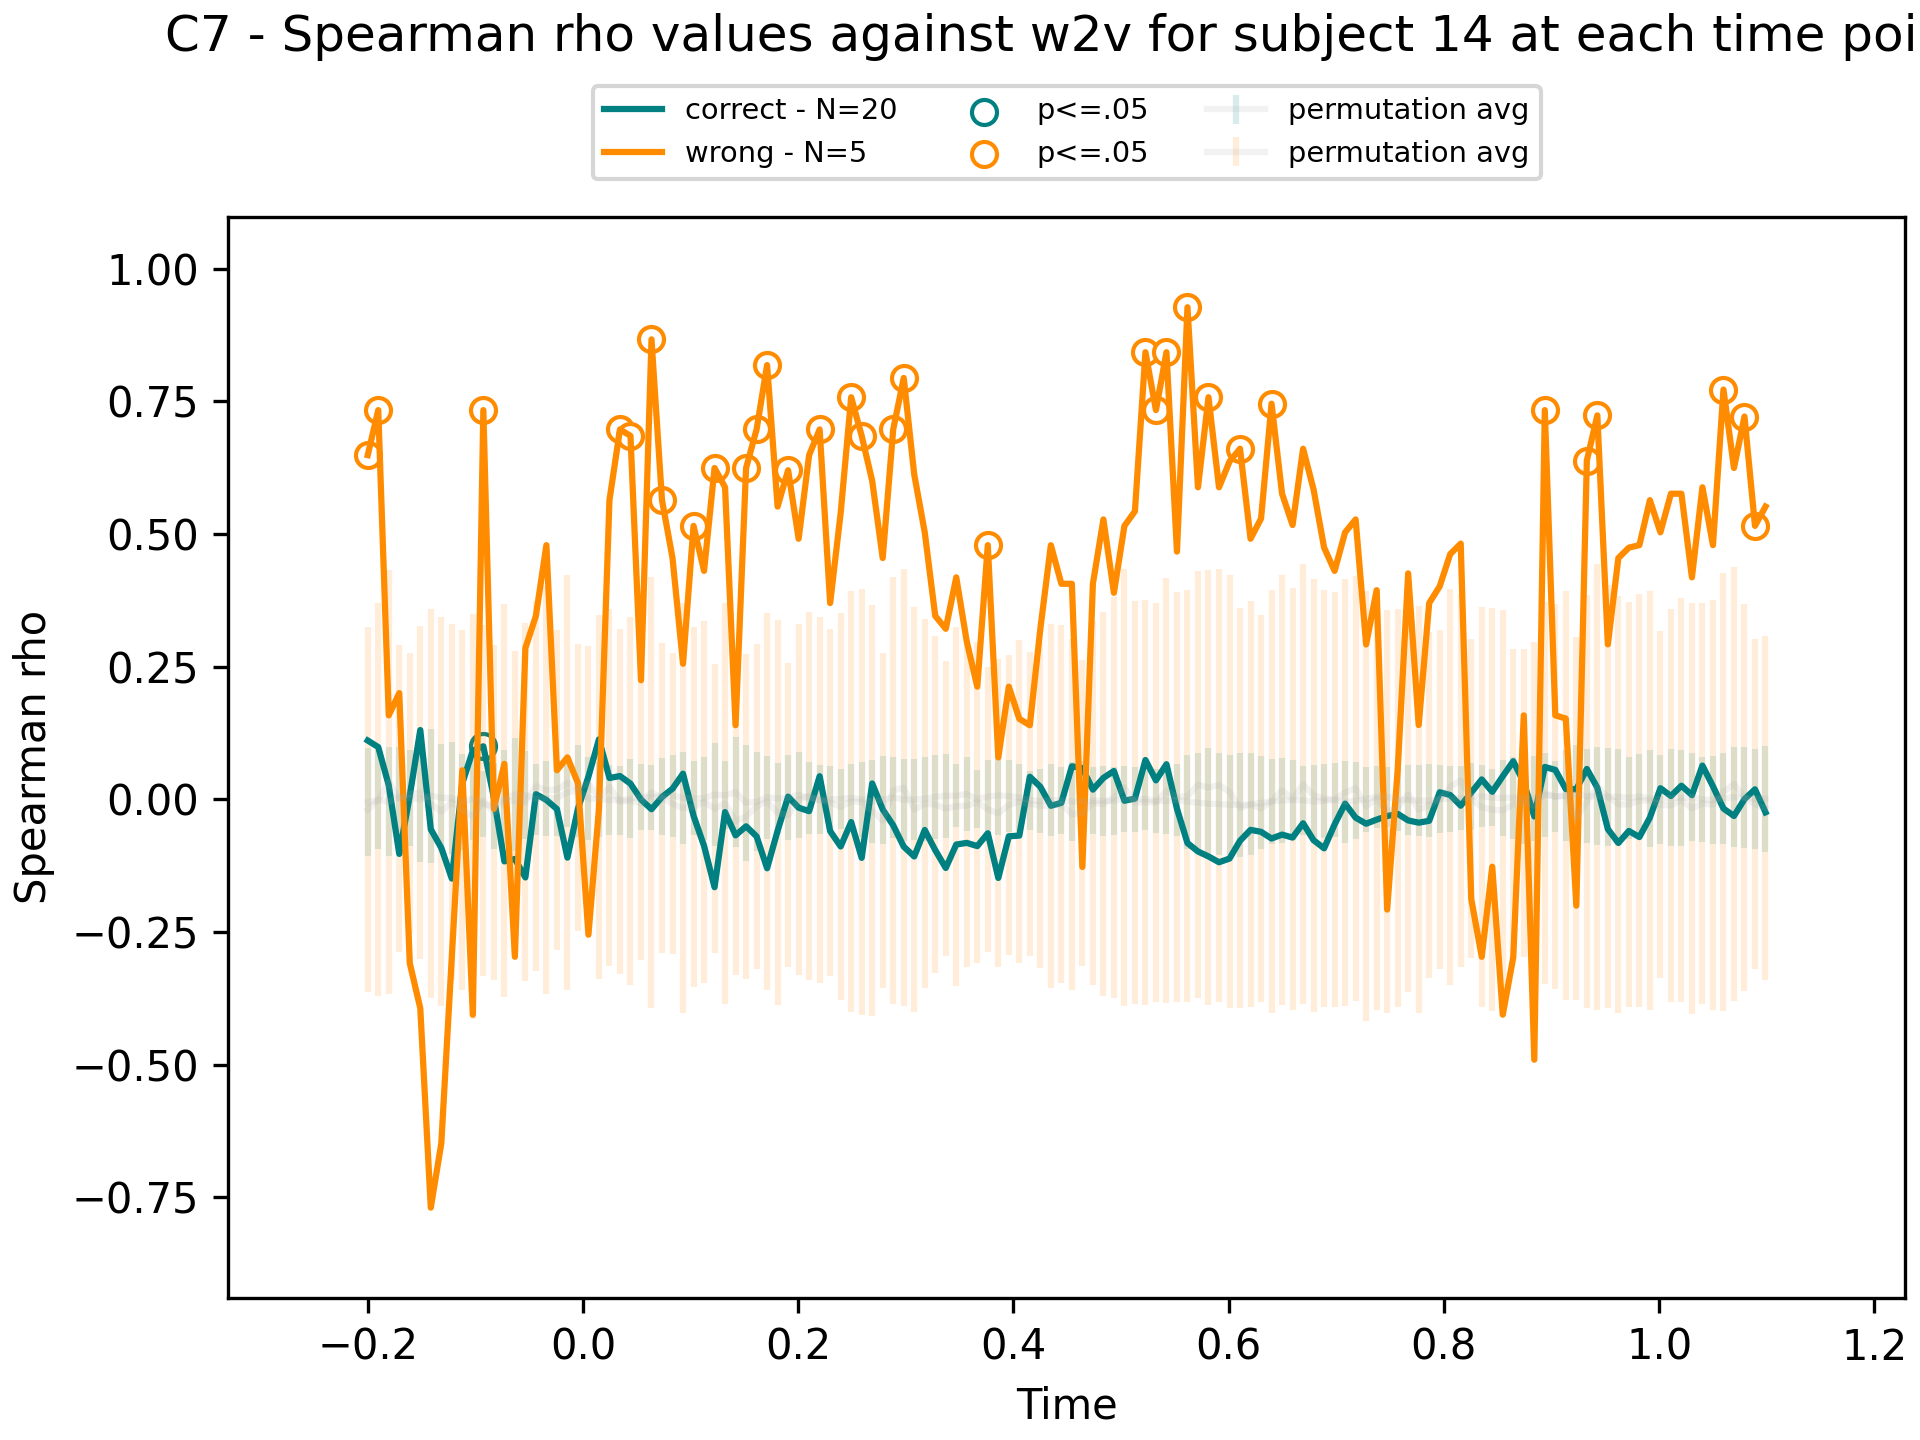 C7 - Spearman rho values against w2v for subject 14 at each time poi
correct - N=20
wrong - N=5
p<=.05
p<=.05
permutation avg
permutation avg
1.00
0.75
0.50
0.25
0.00
−0.25
−0.50
−0.75
Spearman rho
−0.2 0.0 0.2 0.4 0.6 0.8 1.0 1.2
Time